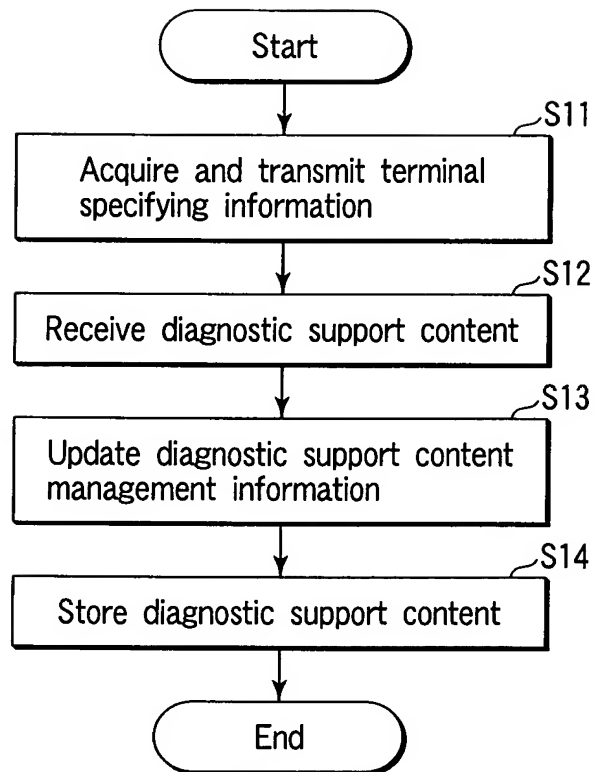 Start
S11
Acquire and transmit terminal
specifying information
S12
Receive diagnostic support content
S13
Update diagnostic support content
management information
S14
Store diagnostic support content
End